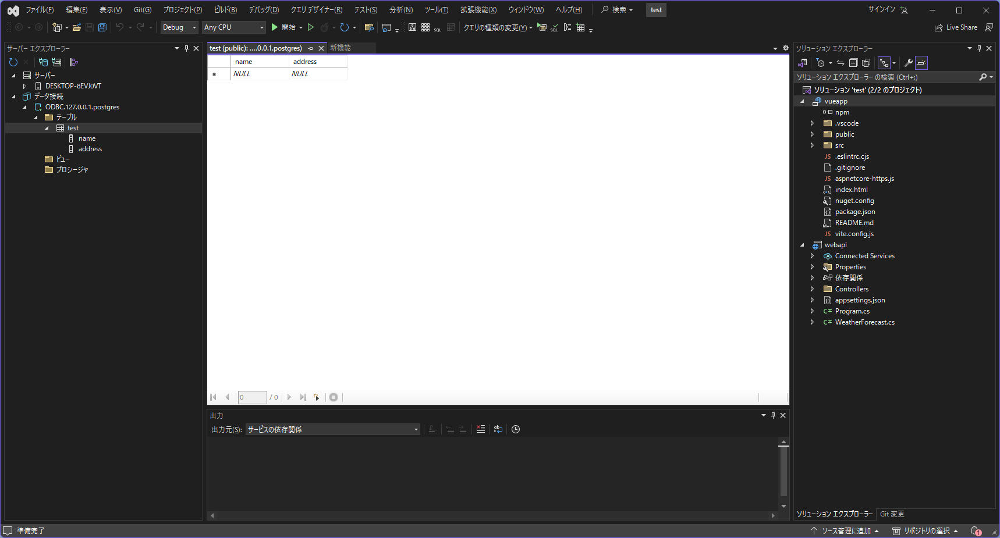 ファイル(F) 編集(E) 表示(V) Git(G) プロジェクト(P) ビルド(B) デバッグ(D) クエリ デザイナー(R) テスト(S) 分析(N) ツール(T) 拡張機能(X) ウィンドウ(W) ヘルプ(H) 検索 test サインイン
Debug Any CPU 開始 SQL クエリの種類の変更(Y) SQL Live Share
サーバー エクスプローラー
サーバー
DESKTOP-8EVJ0VT
データ接続
ODBC.127.0.0.1.postgres
テーブル
test
name
address
ビュー
プロシージャ
test (public): ....0.0.1.postgres) 新機能
name address
NULL NULL
0 / 0
出力
出力元(S): サービスの依存関係
ソリューション エクスプローラー
ソリューション エクスプローラー の検索 (Ctrl+:)
ソリューション 'test' (2/2 のプロジェクト)
vueapp
npm
.vscode
public
src
JS .eslintrc.cjs
.gitignore
JS aspnetcore-https.js
index.html
nuget.config
package.json
README.md
JS vite.config.js
webapi
Connected Services
Properties
依存関係
Controllers
appsettings.json
C# Program.cs
C# WeatherForecast.cs
ソリューション エクスプローラー Git 変更
準備完了 ソース管理に追加 リポジトリの選択 1